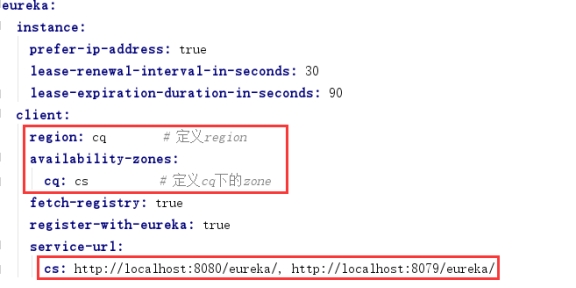 eureka:
instance:
prefer-ip-address: true
lease-renewal-interval-in-seconds: 30
lease-expiration-duration-in-seconds: 90
client:
region: cq # 定义region
availability-zones:
cq: cs # 定义cq下的zone
fetch-registry: true
register-with-eureka: true
service-url:
cs: http://localhost:8080/eureka/, http://localhost:8079/eureka/